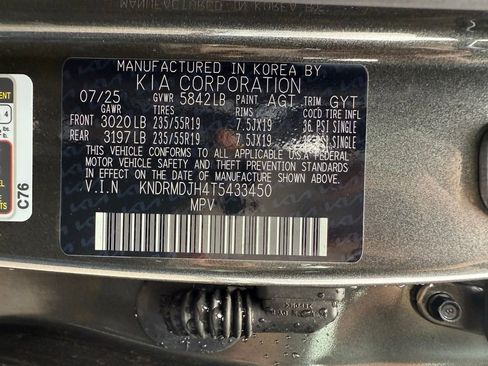 MANUFACTURED IN KOREA BY
KIA CORPORATION
07/25 GVWR 5842LB PAINT AGT TRIM GYT
GAWR TIRES RIMS COLD TIRE INFL
FRONT 3020LB 235/55R19 7.5JX19 36 PSI SINGLE
REAR 3197LB 235/55R19 7.5JX19 PSI SINGLE
THIS VEHICLE CONFORMS TO ALL APPLICABLE U.S.A FEDERAL
MOTOR VEHICLE SAFETY AND THEFT PREVENTION STANDARDS
IN EFFECT ON THE DATE OF MANUFACTURE SHOWN ABOVE.
V.I.N KNDRMDJH4T5433450
MPV
C76
4
lbs.